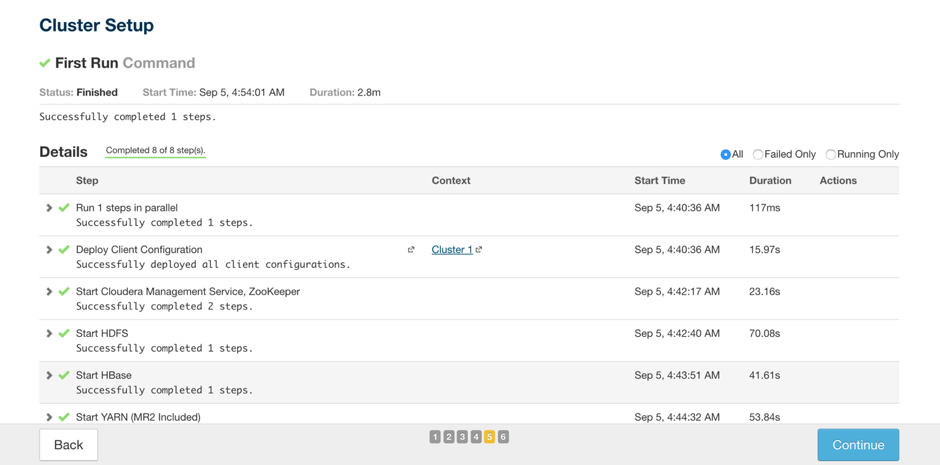 Cluster Setup
First Run Command
Status: Finished Start Time: Sep 5, 4:54:01 AM Duration: 2.8m
Successfully completed 1 steps.
Details Completed 8 of 8 step(s). All Failed Only Running Only
Step Context Start Time Duration Actions
Run 1 steps in parallel Sep 5, 4:40:36 AM 117ms
Successfully completed 1 steps.
Deploy Client Configuration Cluster 1 Sep 5, 4:40:36 AM 15.97s
Successfully deployed all client configurations.
Start Cloudera Management Service, ZooKeeper Sep 5, 4:42:17 AM 23.16s
Successfully completed 2 steps.
Start HDFS Sep 5, 4:42:40 AM 70.08s
Successfully completed 1 steps.
Start HBase Sep 5, 4:43:51 AM 41.61s
Successfully completed 1 steps.
Start YARN (MR2 Included) Sep 5, 4:44:32 AM 53.84s
Back 1 2 3 4 5 6 Continue